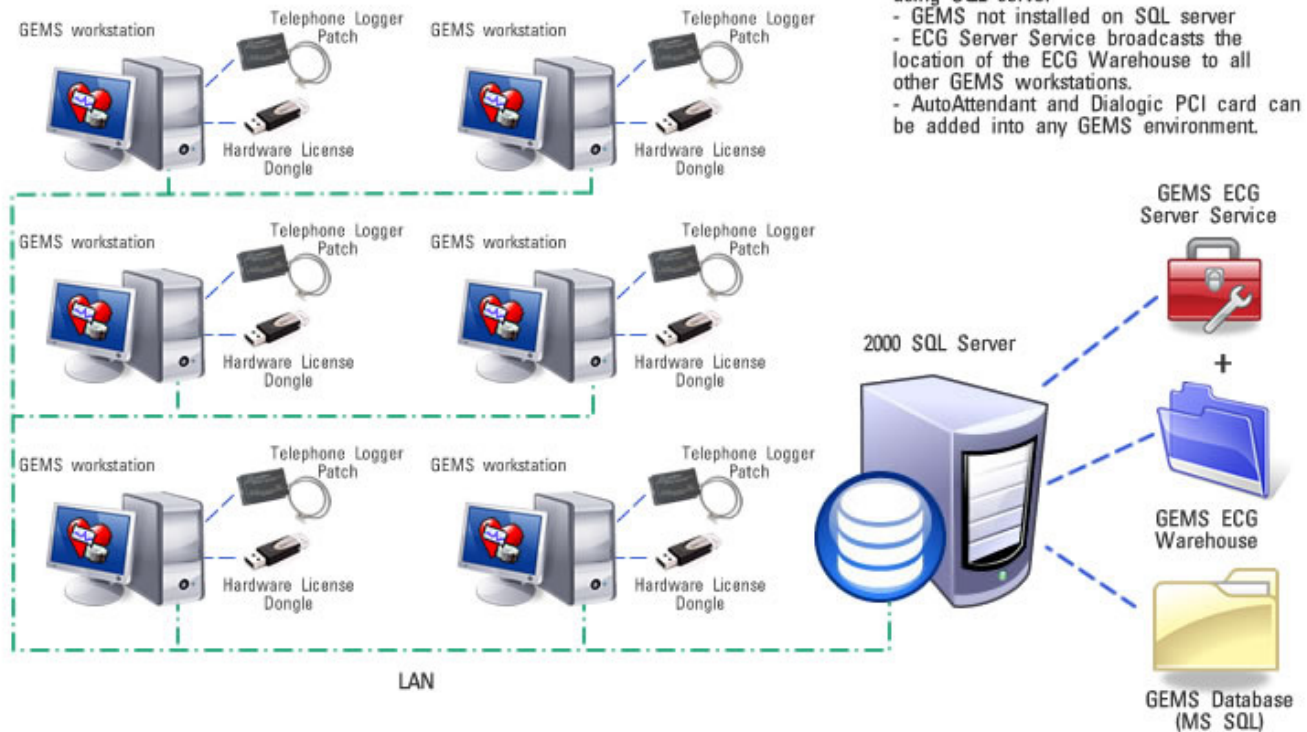 using SQL server
- GEMS not installed on SQL server
- ECG Server Service broadcasts the
location of the ECG Warehouse to all
other GEMS workstations.
- AutoAttendant and Dialogic PCI card can
be added into any GEMS environment.
GEMS workstation
Telephone Logger
Patch
Hardware License
Dongle
GEMS workstation
Telephone Logger
Patch
Hardware License
Dongle
GEMS workstation
Telephone Logger
Patch
Hardware License
Dongle
GEMS workstation
Telephone Logger
Patch
Hardware License
Dongle
GEMS workstation
Telephone Logger
Patch
Hardware License
Dongle
GEMS workstation
Telephone Logger
Patch
Hardware License
Dongle
LAN
2000 SQL Server
GEMS ECG
Server Service
+
GEMS ECG
Warehouse
GEMS Database
(MS SQL)